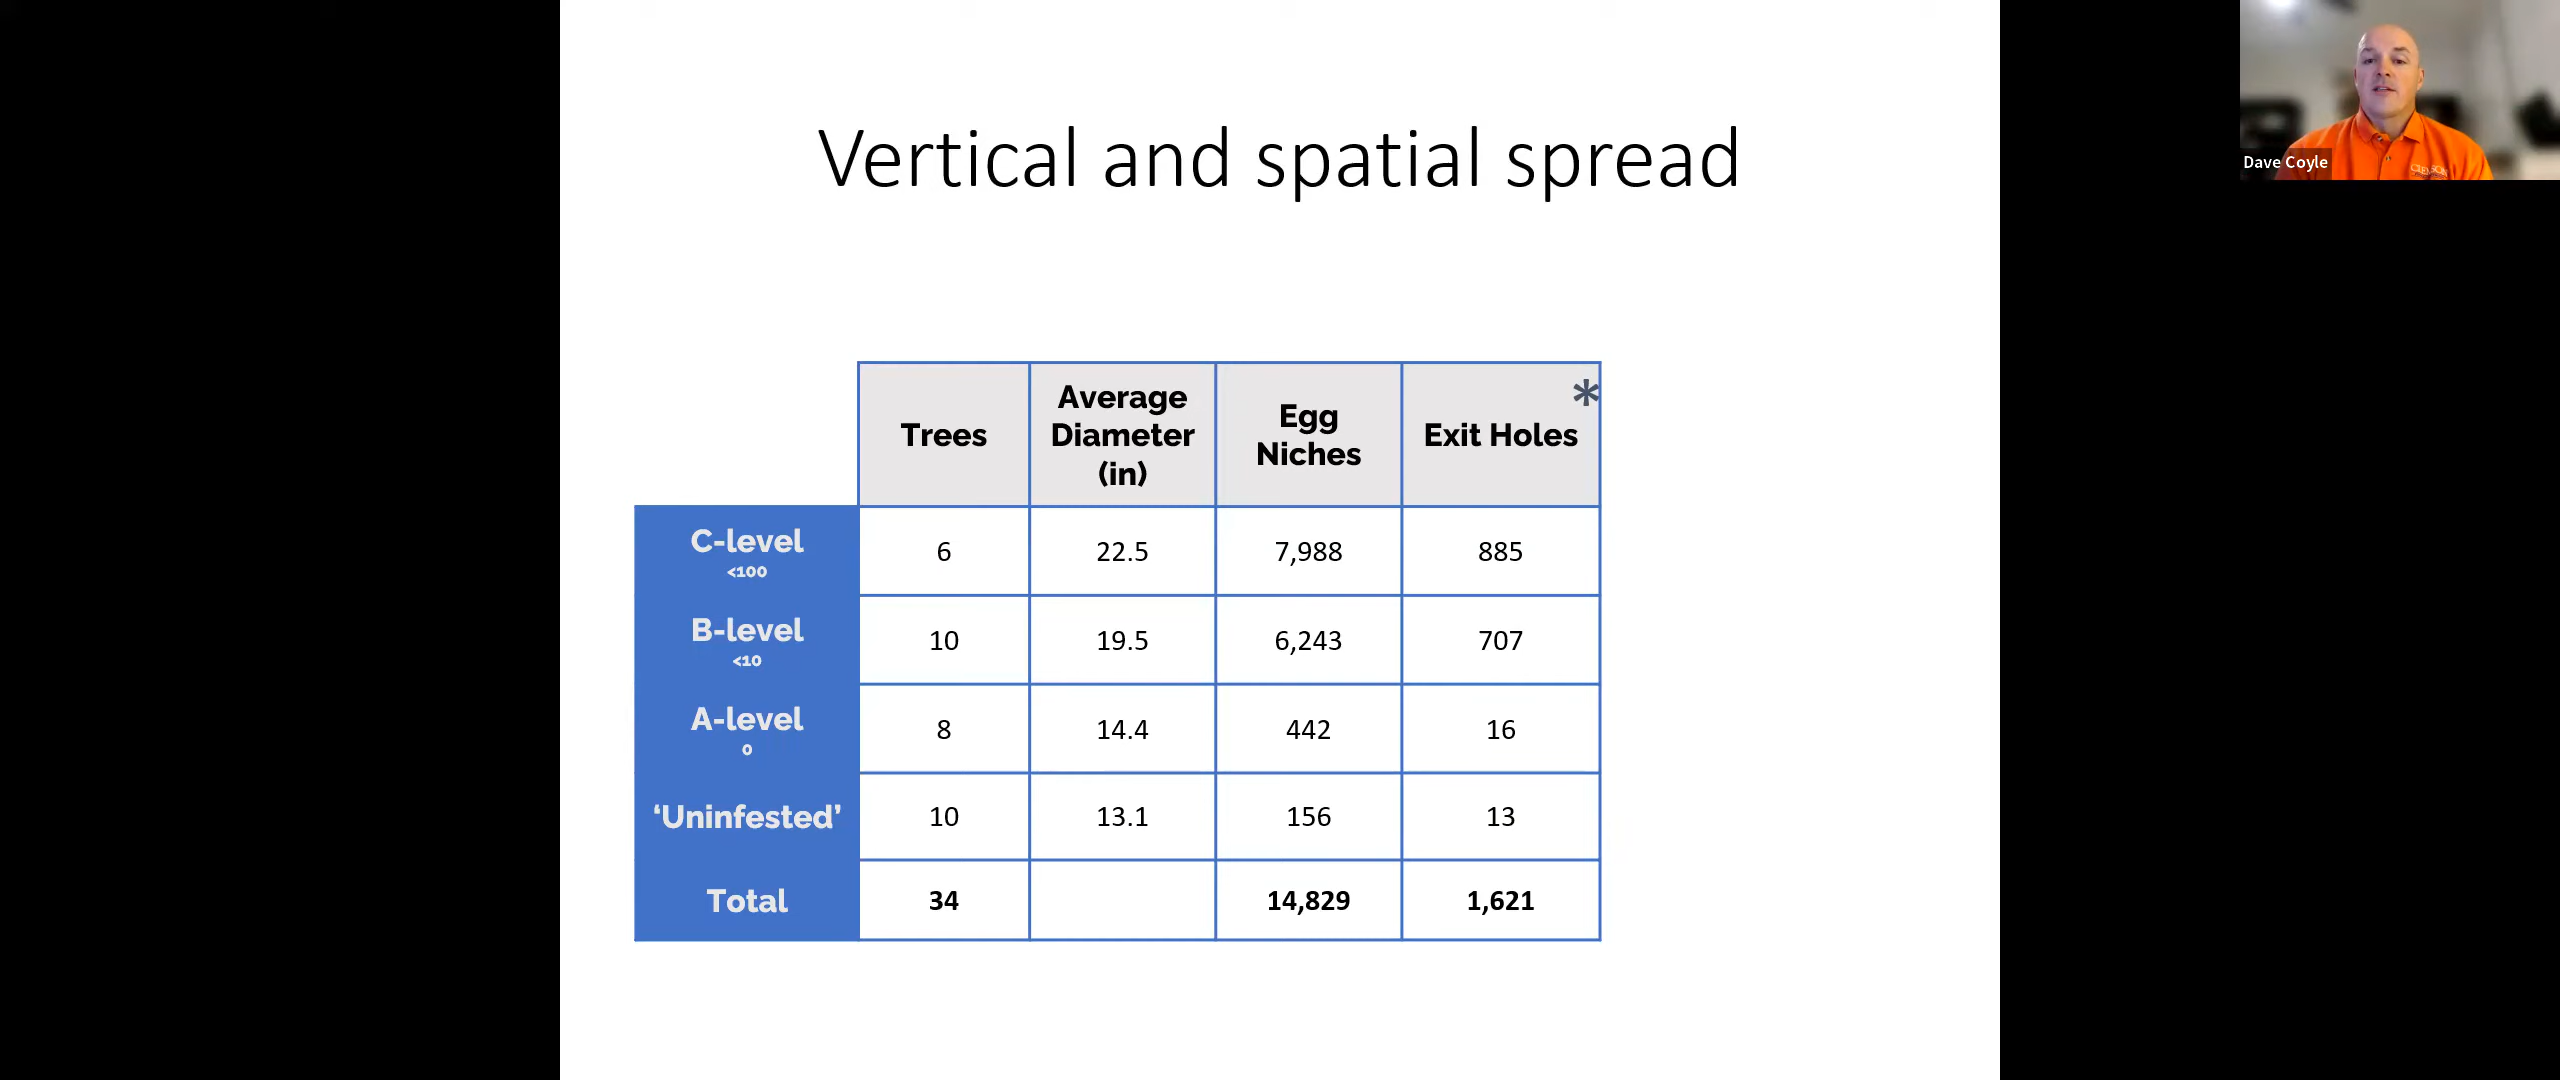 Vertical and spatial spread
Dave Coyle
CLEMSON
*
Trees
Average
Diameter
(in)
Egg
Niches
Exit Holes
C-level
<100
6
22.5
7,988
885
B-level
<10
10
19.5
6,243
707
A-level
0
8
14.4
442
16
‘Uninfested’
10
13.1
156
13
Total
34
14,829
1,621